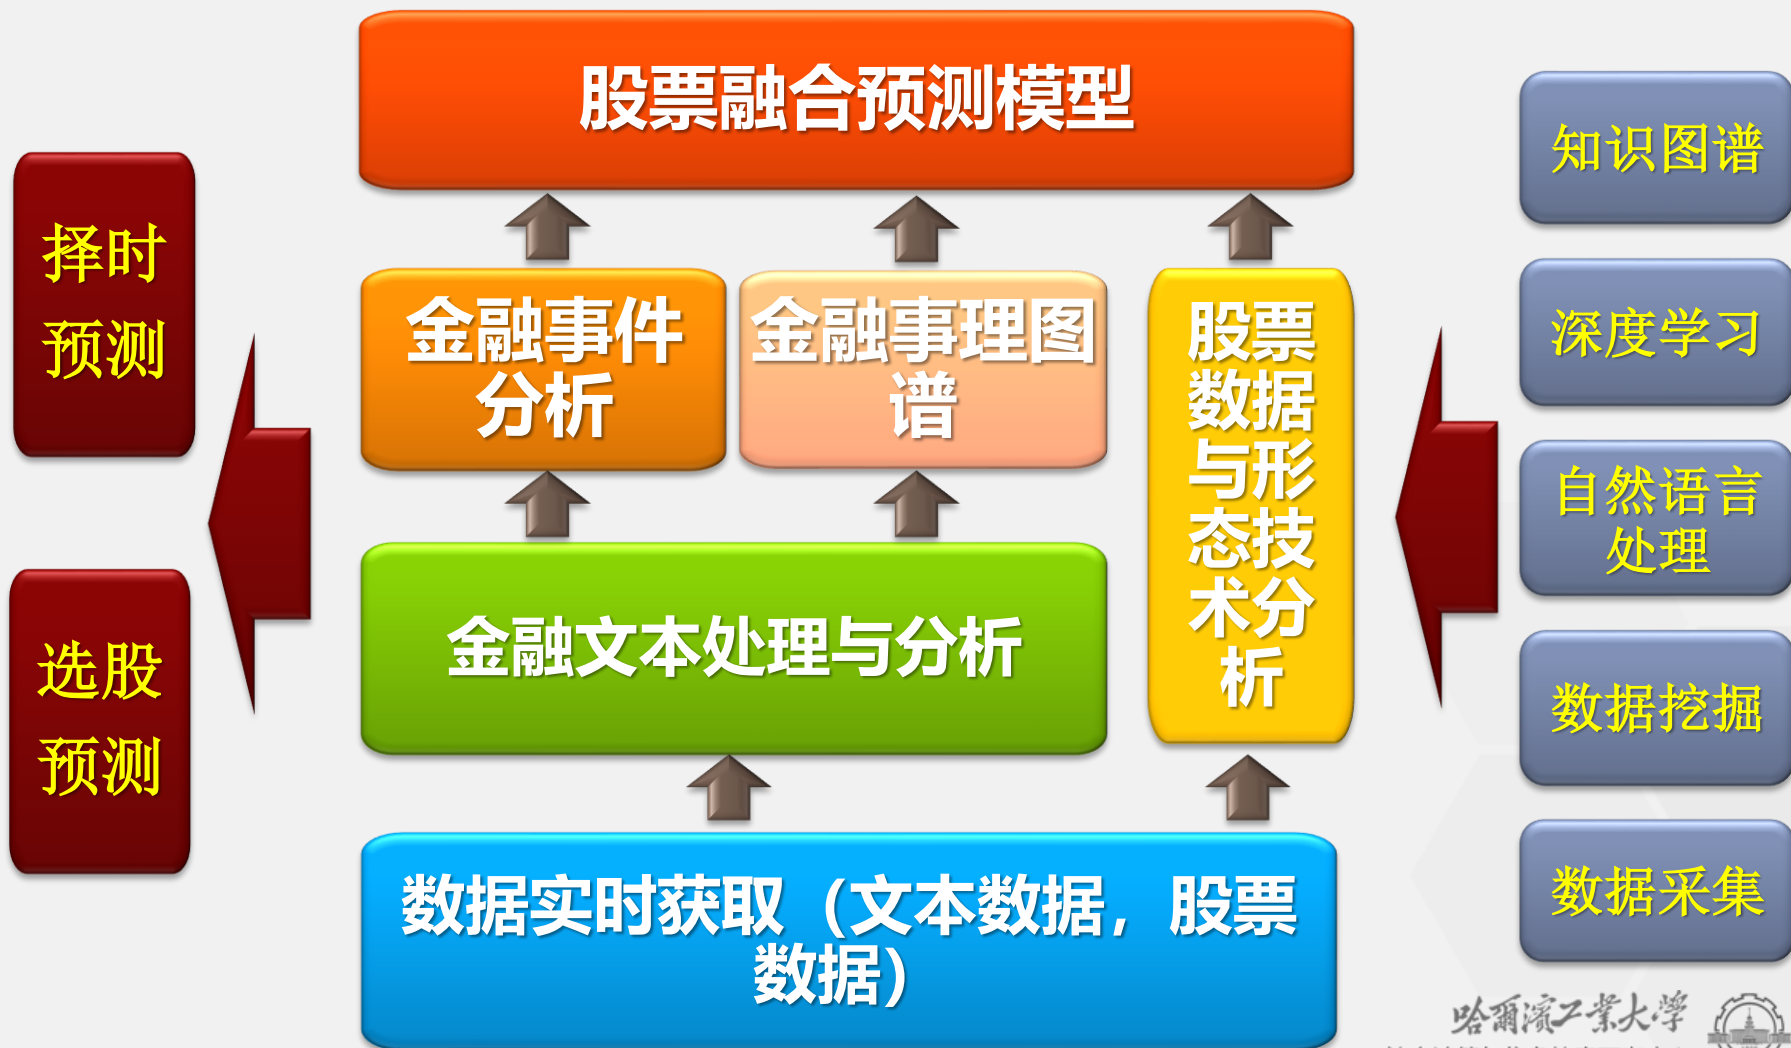 股票融合预测模型
择时
预测
选股
预测
金融事件
分析
金融事理图
谱
股票
数据
与形
态技
术分
析
金融文本处理与分析
数据实时获取（文本数据，股票
数据）
知识图谱
深度学习
自然语言
处理
数据挖掘
数据采集
哈爾濱工業大學